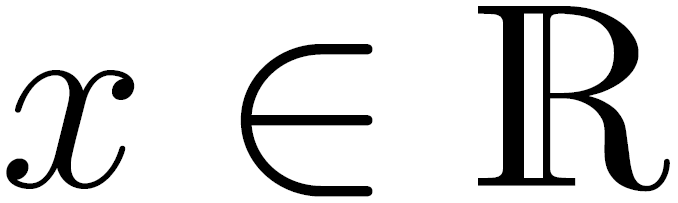 x ∈ ℝ